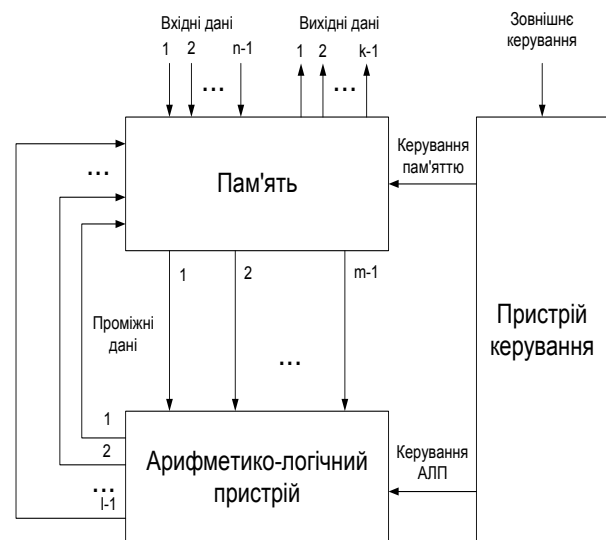 Вхідні дані
Вихідні дані
Зовнішнє
керування
1 2 n-1
...
1 2 k-1
...
Пам'ять
Керування
пам'яттю
...
1 2 m-1
Пристрій
керування
Проміжні
дані
...
1
2
...
l-1
Арифметико-логічний
пристрій
Керування
АЛП